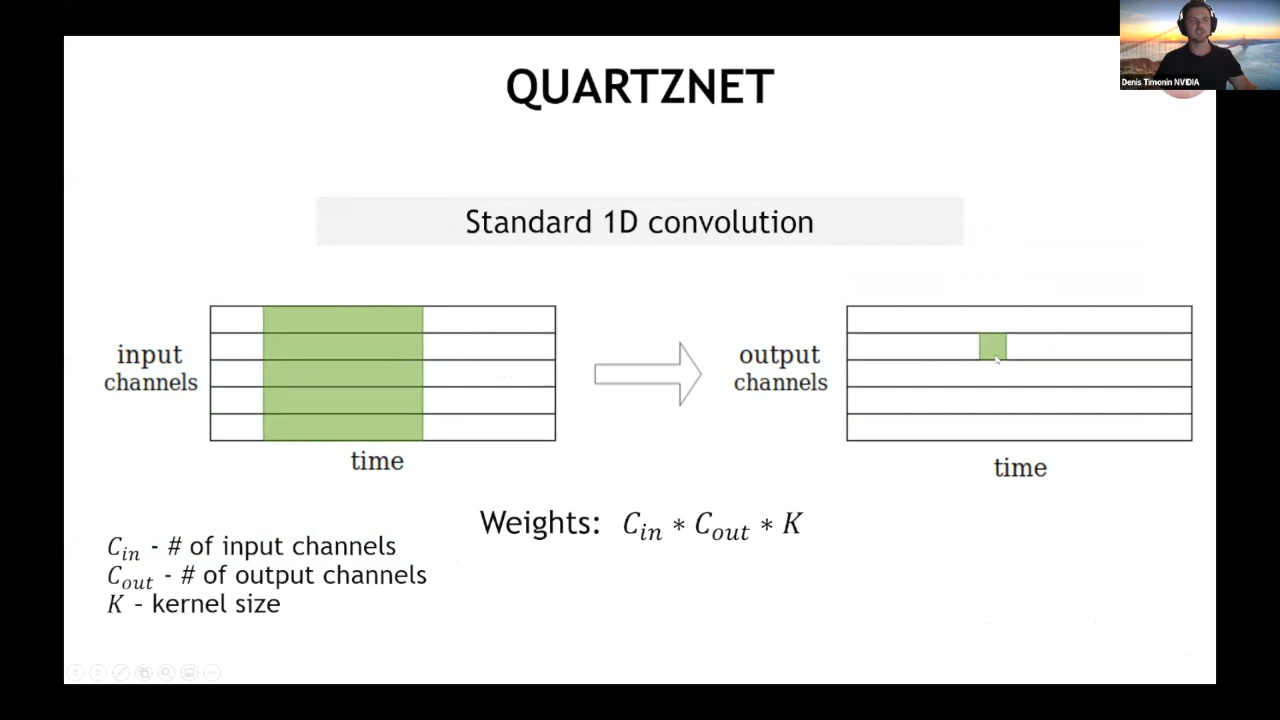 Denis Timonin NVIDIA
QUARTZNET
Standard 1D convolution
input
channels
time
output
channels
time
Weights: C_in * C_out * K
C_in - # of input channels
C_out - # of output channels
K – kernel size